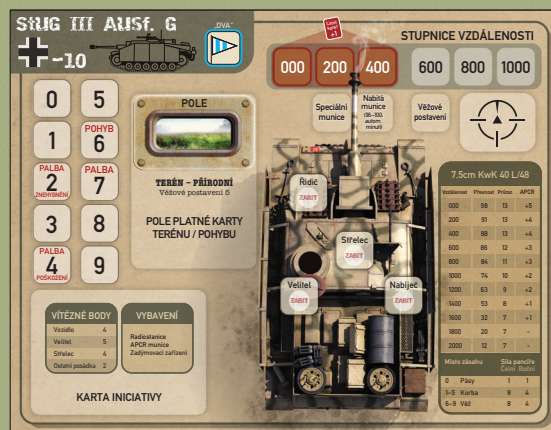 StuG III Ausf. G
-10
„DVA“
Limit karet +1
STUPNICE VZDÁLENOSTI
000 200 400 600 800 1000
Speciální munice
Nabitá munice
(96-100: autom. minutí)
Věžové postavení
0 5
1 POHYB 6
PALBA 2 ZNEHYBNĚNÍ
PALBA 7
3 8
PALBA 4 POŠKOZENÍ
9
POLE
TERÉN – PŘÍRODNÍ
Věžové postavení 5
POLE PLATNÉ KARTY
TERÉNU / POHYBU
Řidič
ZABIT
Střelec
ZABIT
Velitel
ZABIT
Nabíječ
ZABIT
VÍTĚZNÉ BODY
Vozidlo 4
Velitel 5
Střelec 4
Ostatní posádka 2
VYBAVENÍ
Radiostanice
APCR munice
Zadýmovací zařízení
KARTA INICIATIVY
7.5cm KwK 40 L/48
Vzdálenost Přesnost Průraz APCR
000 98 13 +5
200 91 13 +4
400 88 13 +4
600 86 12 +3
800 84 11 +3
1000 74 10 +2
1200 63 9 +2
1400 53 8 +1
1600 32 7 +1
1800 20 7 -
2000 12 7 -
Místo zásahu Síla pancíře
Čelní Boční
0 Pásy 1 1
1-5 Korba 8 4
6-9 Věž 8 4